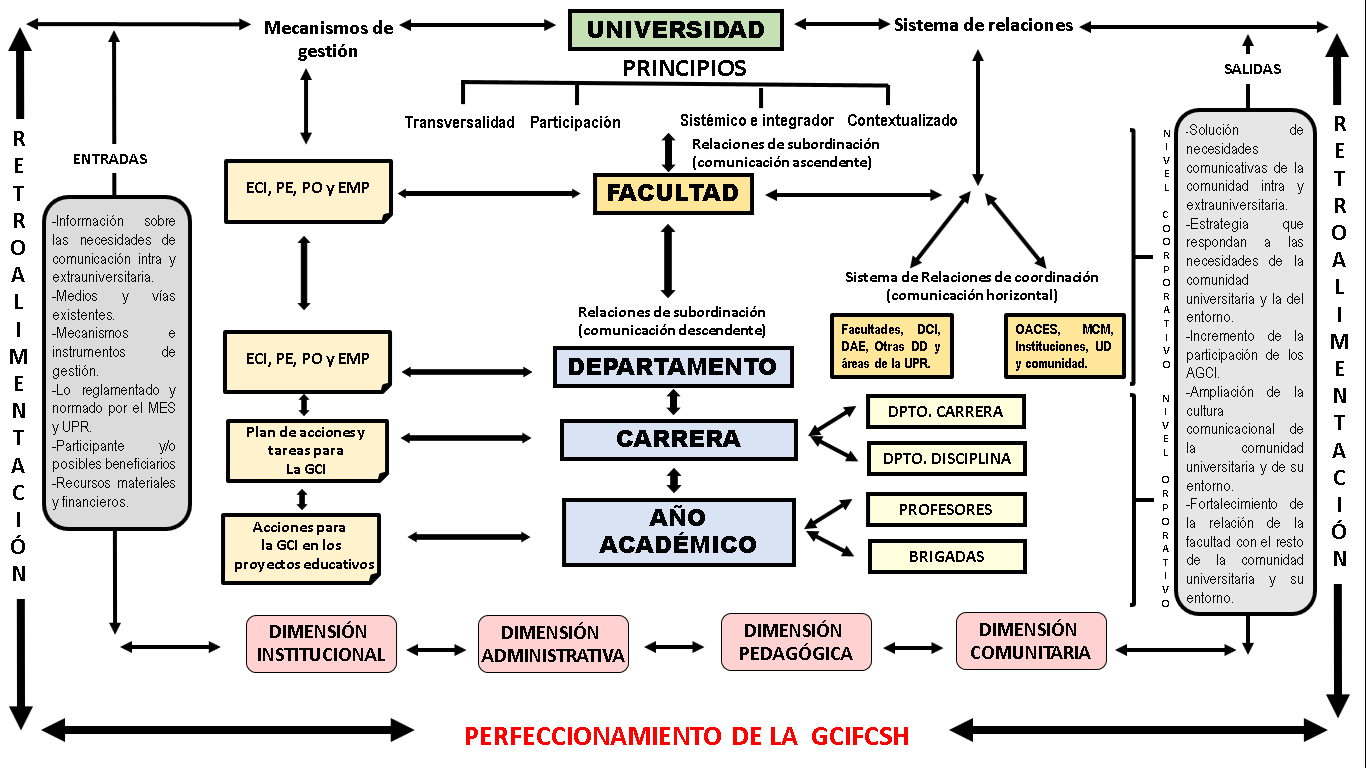 Mecanismos de
gestión
UNIVERSIDAD
Sistema de relaciones
PRINCIPIOS
Transversalidad
Participación
Sistémico e integrador
Contextualizado
Relaciones de subordinación
(comunicación ascendente)
RETROALIMENTACIÓN
ENTRADAS
-Información sobre
las necesidades de
comunicación intra y
extrauniversitaria.
-Medios y vías
existentes.
-Mecanismos e
instrumentos de
gestión.
-Lo reglamentado y
normado por el MES
y UPR.
-Participante y/o
posibles beneficiarios
-Recursos materiales
y financieros.
ECI, PE, PO y EMP
FACULTAD
Sistema de Relaciones de coordinación
(comunicación horizontal)
Relaciones de subordinación
(comunicación descendente)
Facultades, DCI,
DAE, Otras DD y
áreas de la UPR.
OACES, MCM,
Instituciones, UD
y comunidad.
ECI, PE, PO y EMP
DEPARTAMENTO
Plan de acciones y
tareas para
La GCI
CARRERA
DPTO. CARRERA
DPTO. DISCIPLINA
Acciones para
la GCI en los
proyectos educativos
AÑO
ACADÉMICO
PROFESORES
BRIGADAS
NIVEL COORPORATIVO
NIVEL ORPORATIVO
SALIDAS
-Solución de
necesidades
comunicativas de la
comunidad intra y
extrauniversitaria.
-Estrategia que
respondan a las
necesidades de la
comunidad
universitaria y la del
entorno.
-Incremento de la
participación de los
AGCI.
-Ampliación de la
cultura
comunicacional de
la comunidad
universitaria y de su
entorno.
-Fortalecimiento de
la relación de la
facultad con el resto
de la comunidad
universitaria y su
entorno.
RETROALIMENTACIÓN
DIMENSIÓN
INSTITUCIONAL
DIMENSIÓN
ADMINISTRATIVA
DIMENSIÓN
PEDAGÓGICA
DIMENSIÓN
COMUNITARIA
PERFECCIONAMIENTO DE LA GCIFCSH